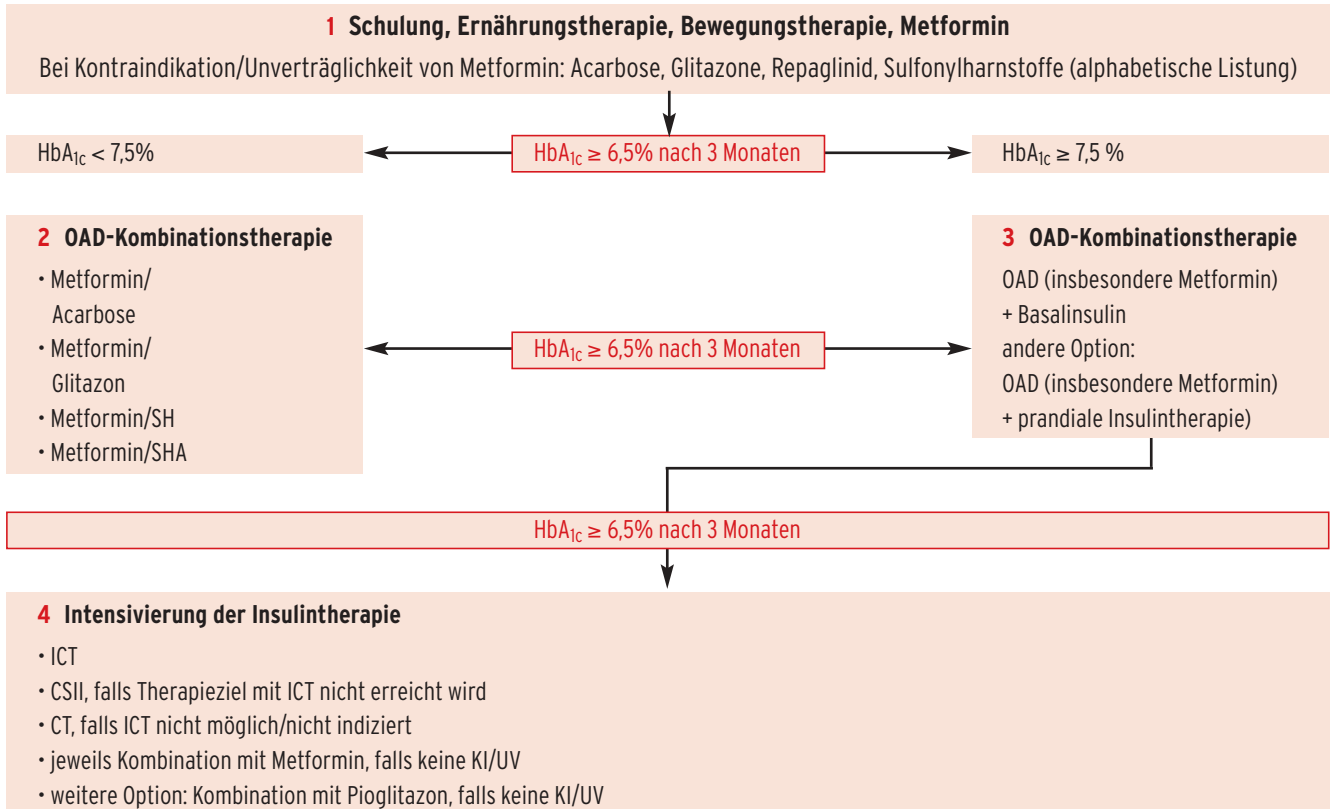 1 Schulung, Ernährungstherapie, Bewegungstherapie, Metformin
Bei Kontraindikation/Unverträglichkeit von Metformin: Acarbose, Glitazone, Repaglinid, Sulfonylharnstoffe (alphabetische Listung)
HbA1c < 7,5%
HbA1c ≥ 6,5% nach 3 Monaten
HbA1c ≥ 7,5 %
2 OAD-Kombinationstherapie
• Metformin/
Acarbose
• Metformin/
Glitazon
• Metformin/SH
• Metformin/SHA
HbA1c ≥ 6,5% nach 3 Monaten
3 OAD-Kombinationstherapie
OAD (insbesondere Metformin)
+ Basalinsulin
andere Option:
OAD (insbesondere Metformin)
+ prandiale Insulintherapie)
HbA1c ≥ 6,5% nach 3 Monaten
4 Intensivierung der Insulintherapie
• ICT
• CSII, falls Therapieziel mit ICT nicht erreicht wird
• CT, falls ICT nicht möglich/nicht indiziert
• jeweils Kombination mit Metformin, falls keine KI/UV
• weitere Option: Kombination mit Pioglitazon, falls keine KI/UV